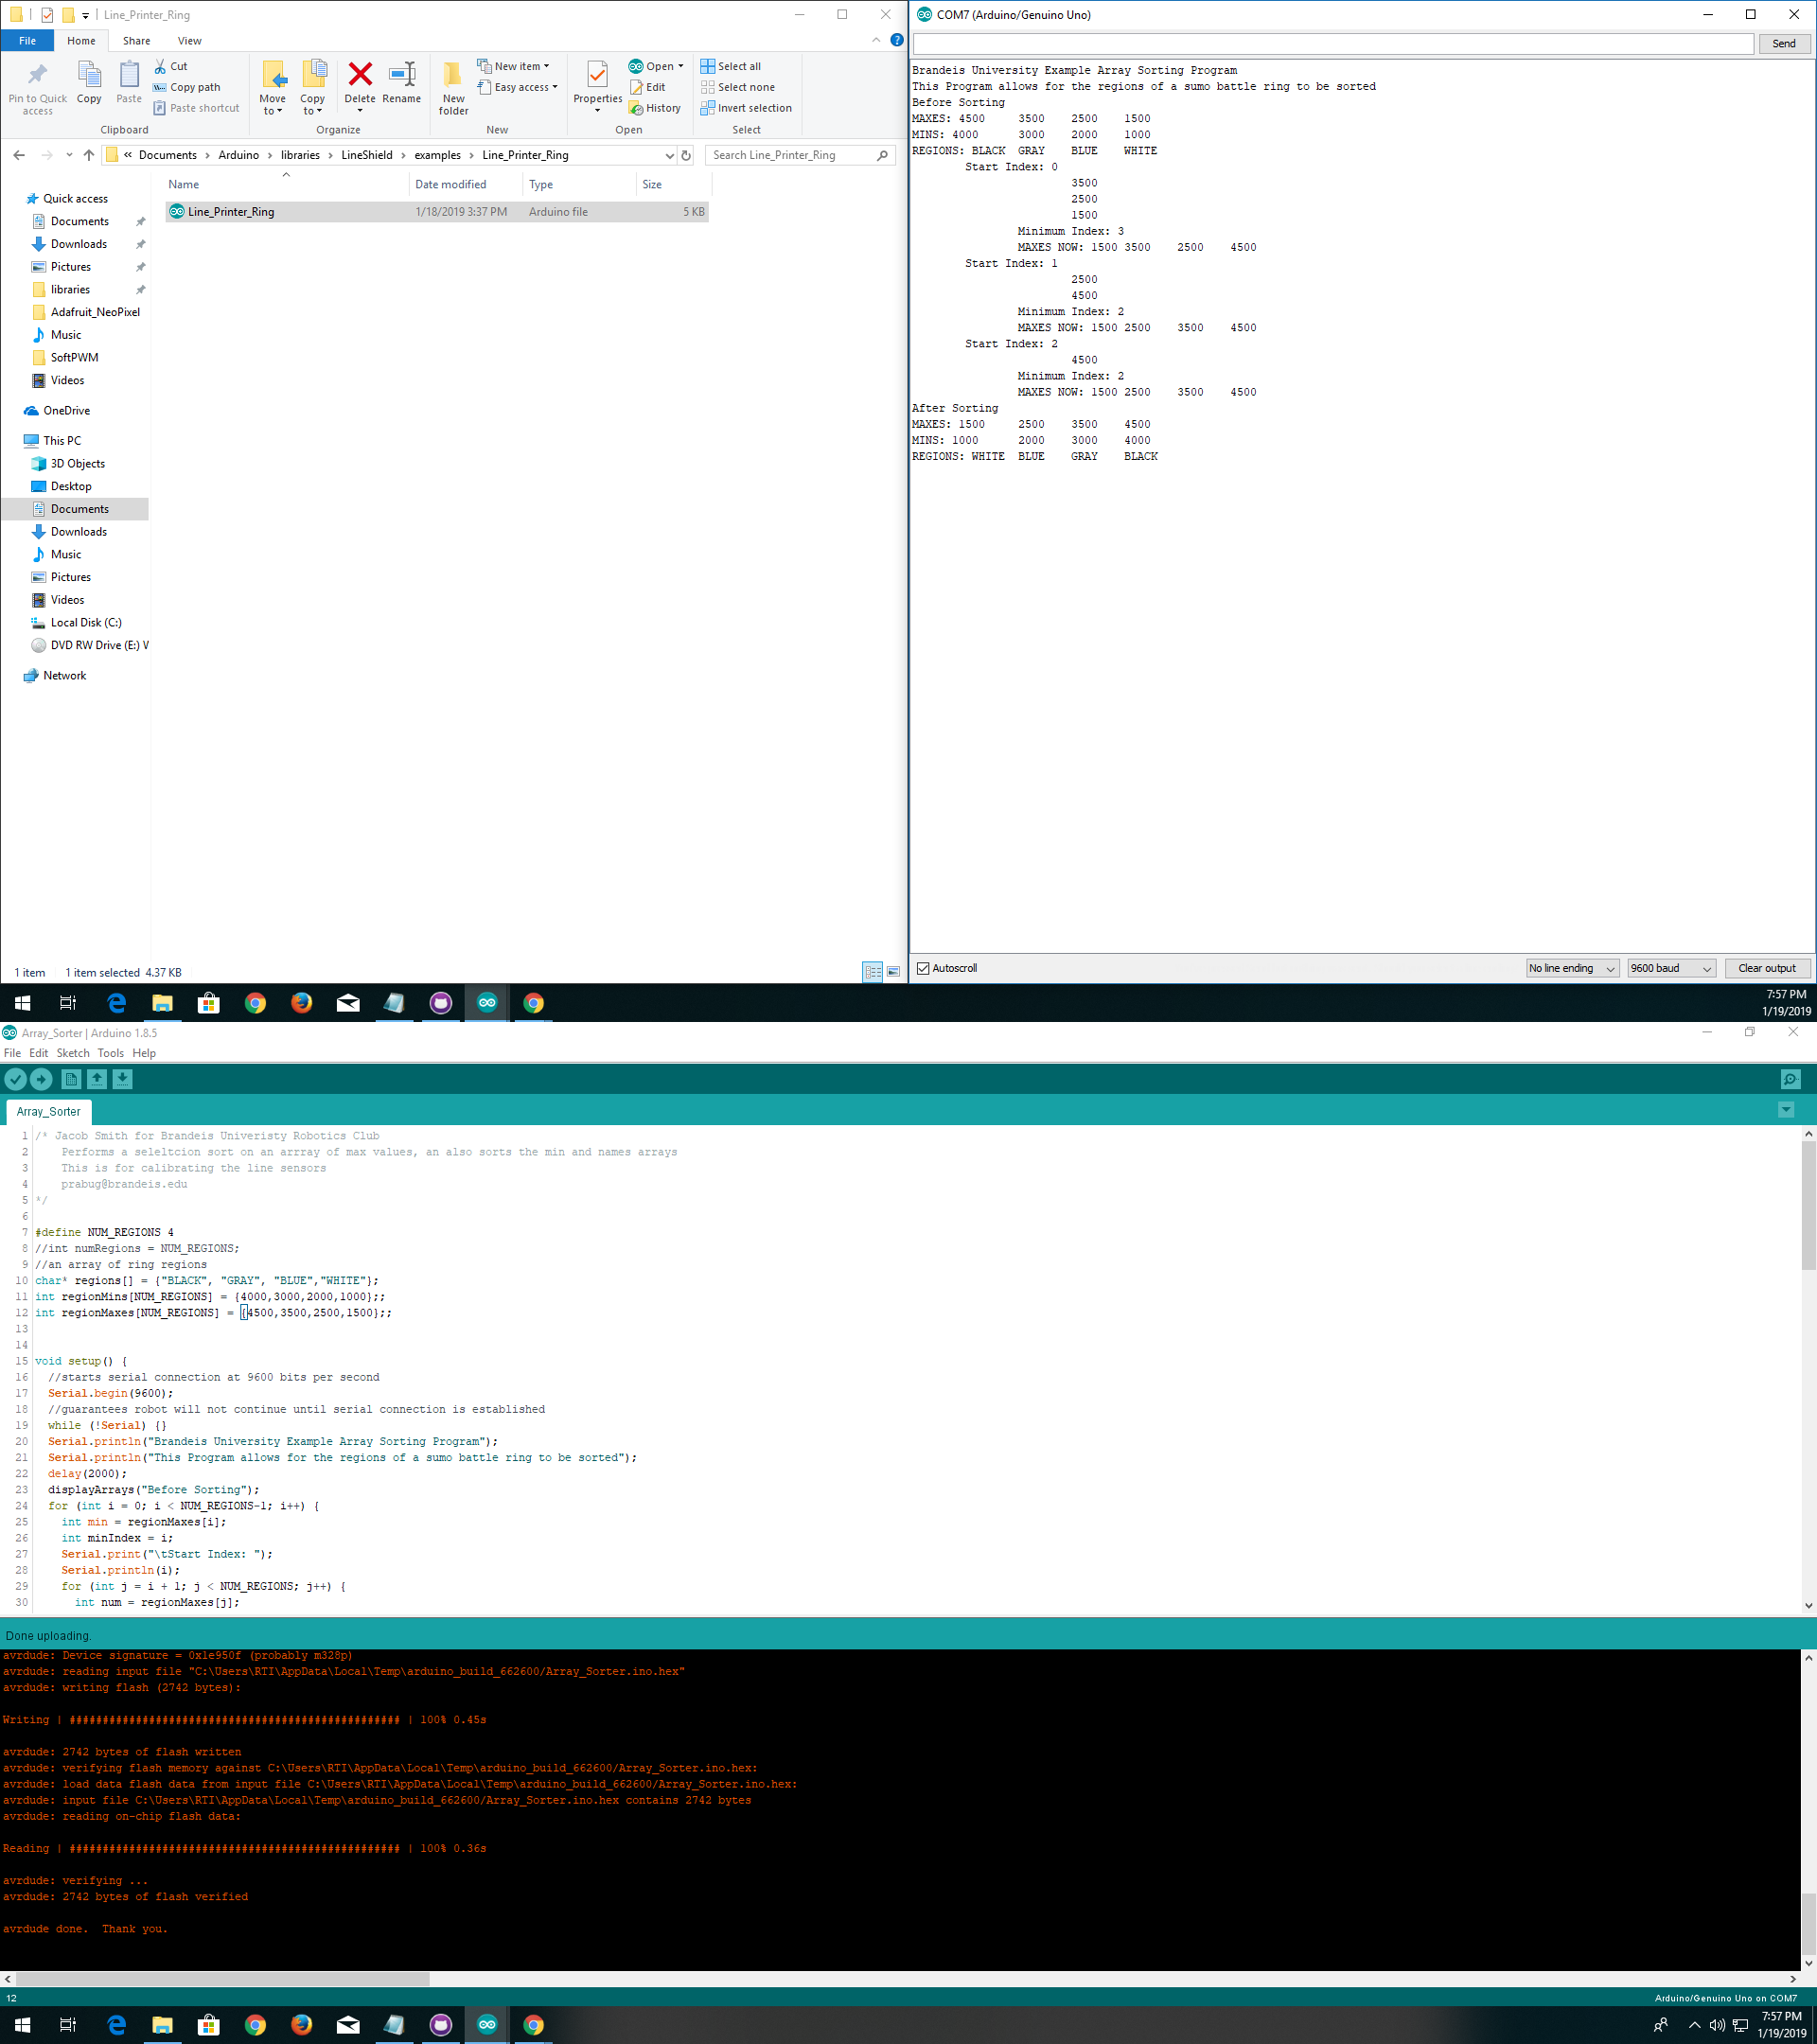 Line_Printer_Ring
File Home Share View
Pin to Quick access
Copy
Paste
Cut
Copy path
Paste shortcut
Clipboard
Move to
Copy to
Delete
Rename
Organize
New folder
New item
Easy access
New
Properties
Open
Edit
History
Open
Select all
Select none
Invert selection
Select
« Documents > Arduino > libraries > LineShield > examples > Line_Printer_Ring
Search Line_Printer_Ring
Name Date modified Type Size
Line_Printer_Ring 1/18/2019 3:37 PM Arduino file 5 KB
Quick access
Documents
Downloads
Pictures
libraries
Adafruit_NeoPixel
Music
SoftPWM
Videos
OneDrive
This PC
3D Objects
Desktop
Documents
Downloads
Music
Pictures
Videos
Local Disk (C:)
DVD RW Drive (E:) V
Network
1 item 1 item selected 4.37 KB
COM7 (Arduino/Genuino Uno)
Send
Brandeis University Example Array Sorting Program
This Program allows for the regions of a sumo battle ring to be sorted
Before Sorting
MAXES: 4500 3500 2500 1500
MINS: 4000 3000 2000 1000
REGIONS: BLACK GRAY BLUE WHITE
Start Index: 0
3500
2500
1500
Minimum Index: 3
MAXES NOW: 1500 3500 2500 4500
Start Index: 1
2500
4500
Minimum Index: 2
MAXES NOW: 1500 2500 3500 4500
Start Index: 2
4500
Minimum Index: 2
MAXES NOW: 1500 2500 3500 4500
After Sorting
MAXES: 1500 2500 3500 4500
MINS: 1000 2000 3000 4000
REGIONS: WHITE BLUE GRAY BLACK
Autoscroll
No line ending 9600 baud Clear output
7:57 PM
1/19/2019
Array_Sorter | Arduino 1.8.5
File Edit Sketch Tools Help
Array_Sorter
1 /* Jacob Smith for Brandeis Univeristy Robotics Club
2 Performs a seleltcion sort on an arrray of max values, an also sorts the min and names arrays
3 This is for calibrating the line sensors
4 prabug@brandeis.edu
5 */
6
7 #define NUM_REGIONS 4
8 //int numRegions = NUM_REGIONS;
9 //an array of ring regions
10 char* regions[] = {"BLACK", "GRAY", "BLUE","WHITE"};
11 int regionMins[NUM_REGIONS] = {4000,3000,2000,1000};;
12 int regionMaxes[NUM_REGIONS] = {4500,3500,2500,1500};;
13
14
15 void setup() {
16 //starts serial connection at 9600 bits per second
17 Serial.begin(9600);
18 //guarantees robot will not continue until serial connection is established
19 while (!Serial) {}
20 Serial.println("Brandeis University Example Array Sorting Program");
21 Serial.println("This Program allows for the regions of a sumo battle ring to be sorted");
22 delay(2000);
23 displayArrays("Before Sorting");
24 for (int i = 0; i < NUM_REGIONS-1; i++) {
25 int min = regionMaxes[i];
26 int minIndex = i;
27 Serial.print("\tStart Index: ");
28 Serial.println(i);
29 for (int j = i + 1; j < NUM_REGIONS; j++) {
30 int num = regionMaxes[j];
Done uploading.
avrdude: Device signature = 0x1e950f (probably m328p)
avrdude: reading input file "C:\Users\RTI\AppData\Local\Temp\arduino_build_662600/Array_Sorter.ino.hex"
avrdude: writing flash (2742 bytes):
Writing | ################################################## | 100% 0.45s
avrdude: 2742 bytes of flash written
avrdude: verifying flash memory against C:\Users\RTI\AppData\Local\Temp\arduino_build_662600/Array_Sorter.ino.hex:
avrdude: load data flash data from input file C:\Users\RTI\AppData\Local\Temp\arduino_build_662600/Array_Sorter.ino.hex:
avrdude: input file C:\Users\RTI\AppData\Local\Temp\arduino_build_662600/Array_Sorter.ino.hex contains 2742 bytes
avrdude: reading on-chip flash data:
Reading | ################################################## | 100% 0.36s
avrdude: verifying ...
avrdude: 2742 bytes of flash verified
avrdude done.  Thank you.
12
Arduino/Genuino Uno on COM7
7:57 PM
1/19/2019